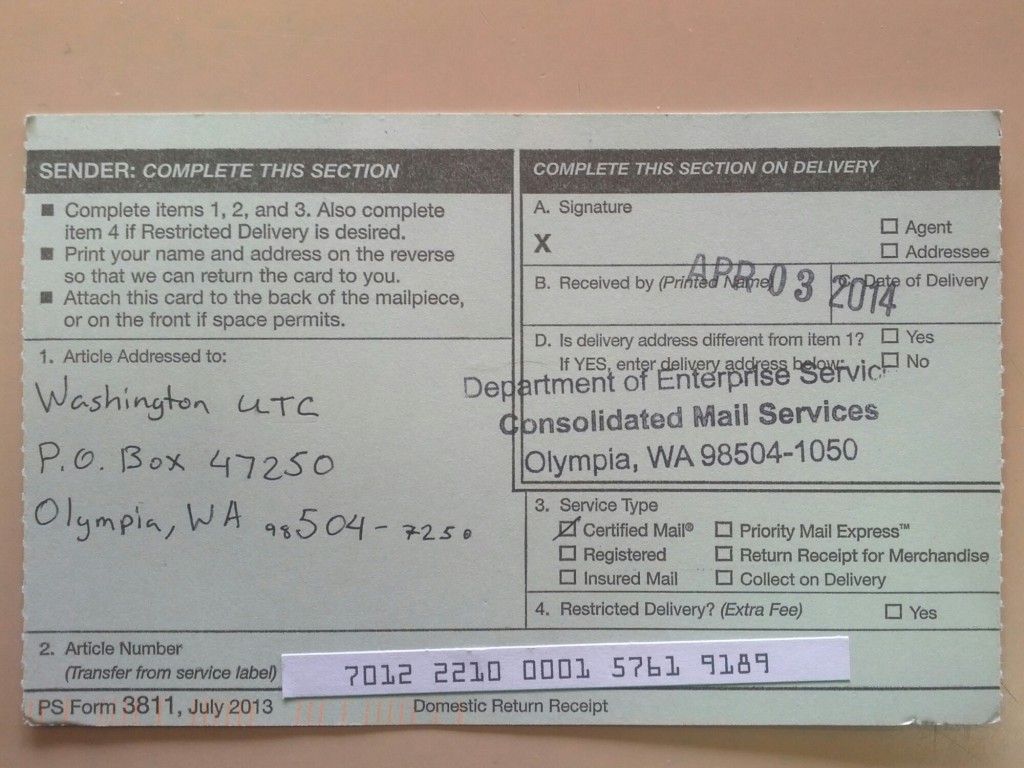 SENDER: COMPLETE THIS SECTION
■ Complete items 1, 2, and 3. Also complete
item 4 if Restricted Delivery is desired.
■ Print your name and address on the reverse
so that we can return the card to you.
■ Attach this card to the back of the mailpiece,
or on the front if space permits.
1. Article Addressed to:
Washington UTC
P.O. Box 47250
Olympia, WA 98504-7250
COMPLETE THIS SECTION ON DELIVERY
A. Signature
X
☐ Agent
☐ Addressee
B. Received by (Printed Name)
C. Date of Delivery
APR 03 2014
D. Is delivery address different from item 1? ☐ Yes
If YES, enter delivery address below: ☐ No
Department of Enterprise Servic
Consolidated Mail Services
Olympia, WA 98504-1050
3. Service Type
☑ Certified Mail® ☐ Priority Mail Express™
☐ Registered ☐ Return Receipt for Merchandise
☐ Insured Mail ☐ Collect on Delivery
4. Restricted Delivery? (Extra Fee) ☐ Yes
2. Article Number
(Transfer from service label)
7012 2210 0001 5761 9189
PS Form 3811, July 2013 Domestic Return Receipt